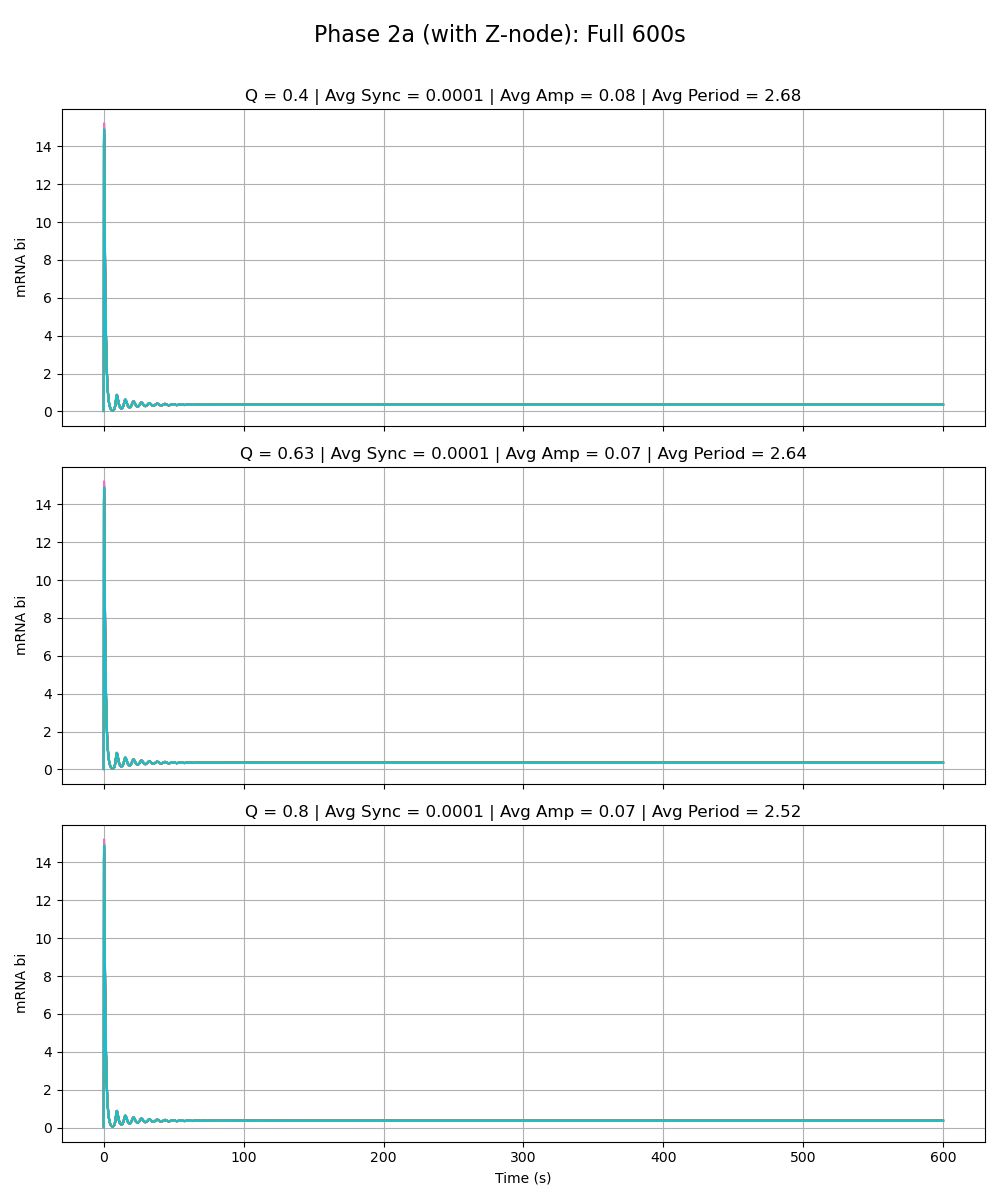 Phase 2a (with Z-node): Full 600s
Q = 0.4 | Avg Sync = 0.0001 | Avg Amp = 0.08 | Avg Period = 2.68
14
12
10
8
6
4
2
0
mRNA bi
Q = 0.63 | Avg Sync = 0.0001 | Avg Amp = 0.07 | Avg Period = 2.64
14
12
10
8
6
4
2
0
mRNA bi
Q = 0.8 | Avg Sync = 0.0001 | Avg Amp = 0.07 | Avg Period = 2.52
14
12
10
8
6
4
2
0
mRNA bi
0 100 200 300 400 500 600
Time (s)